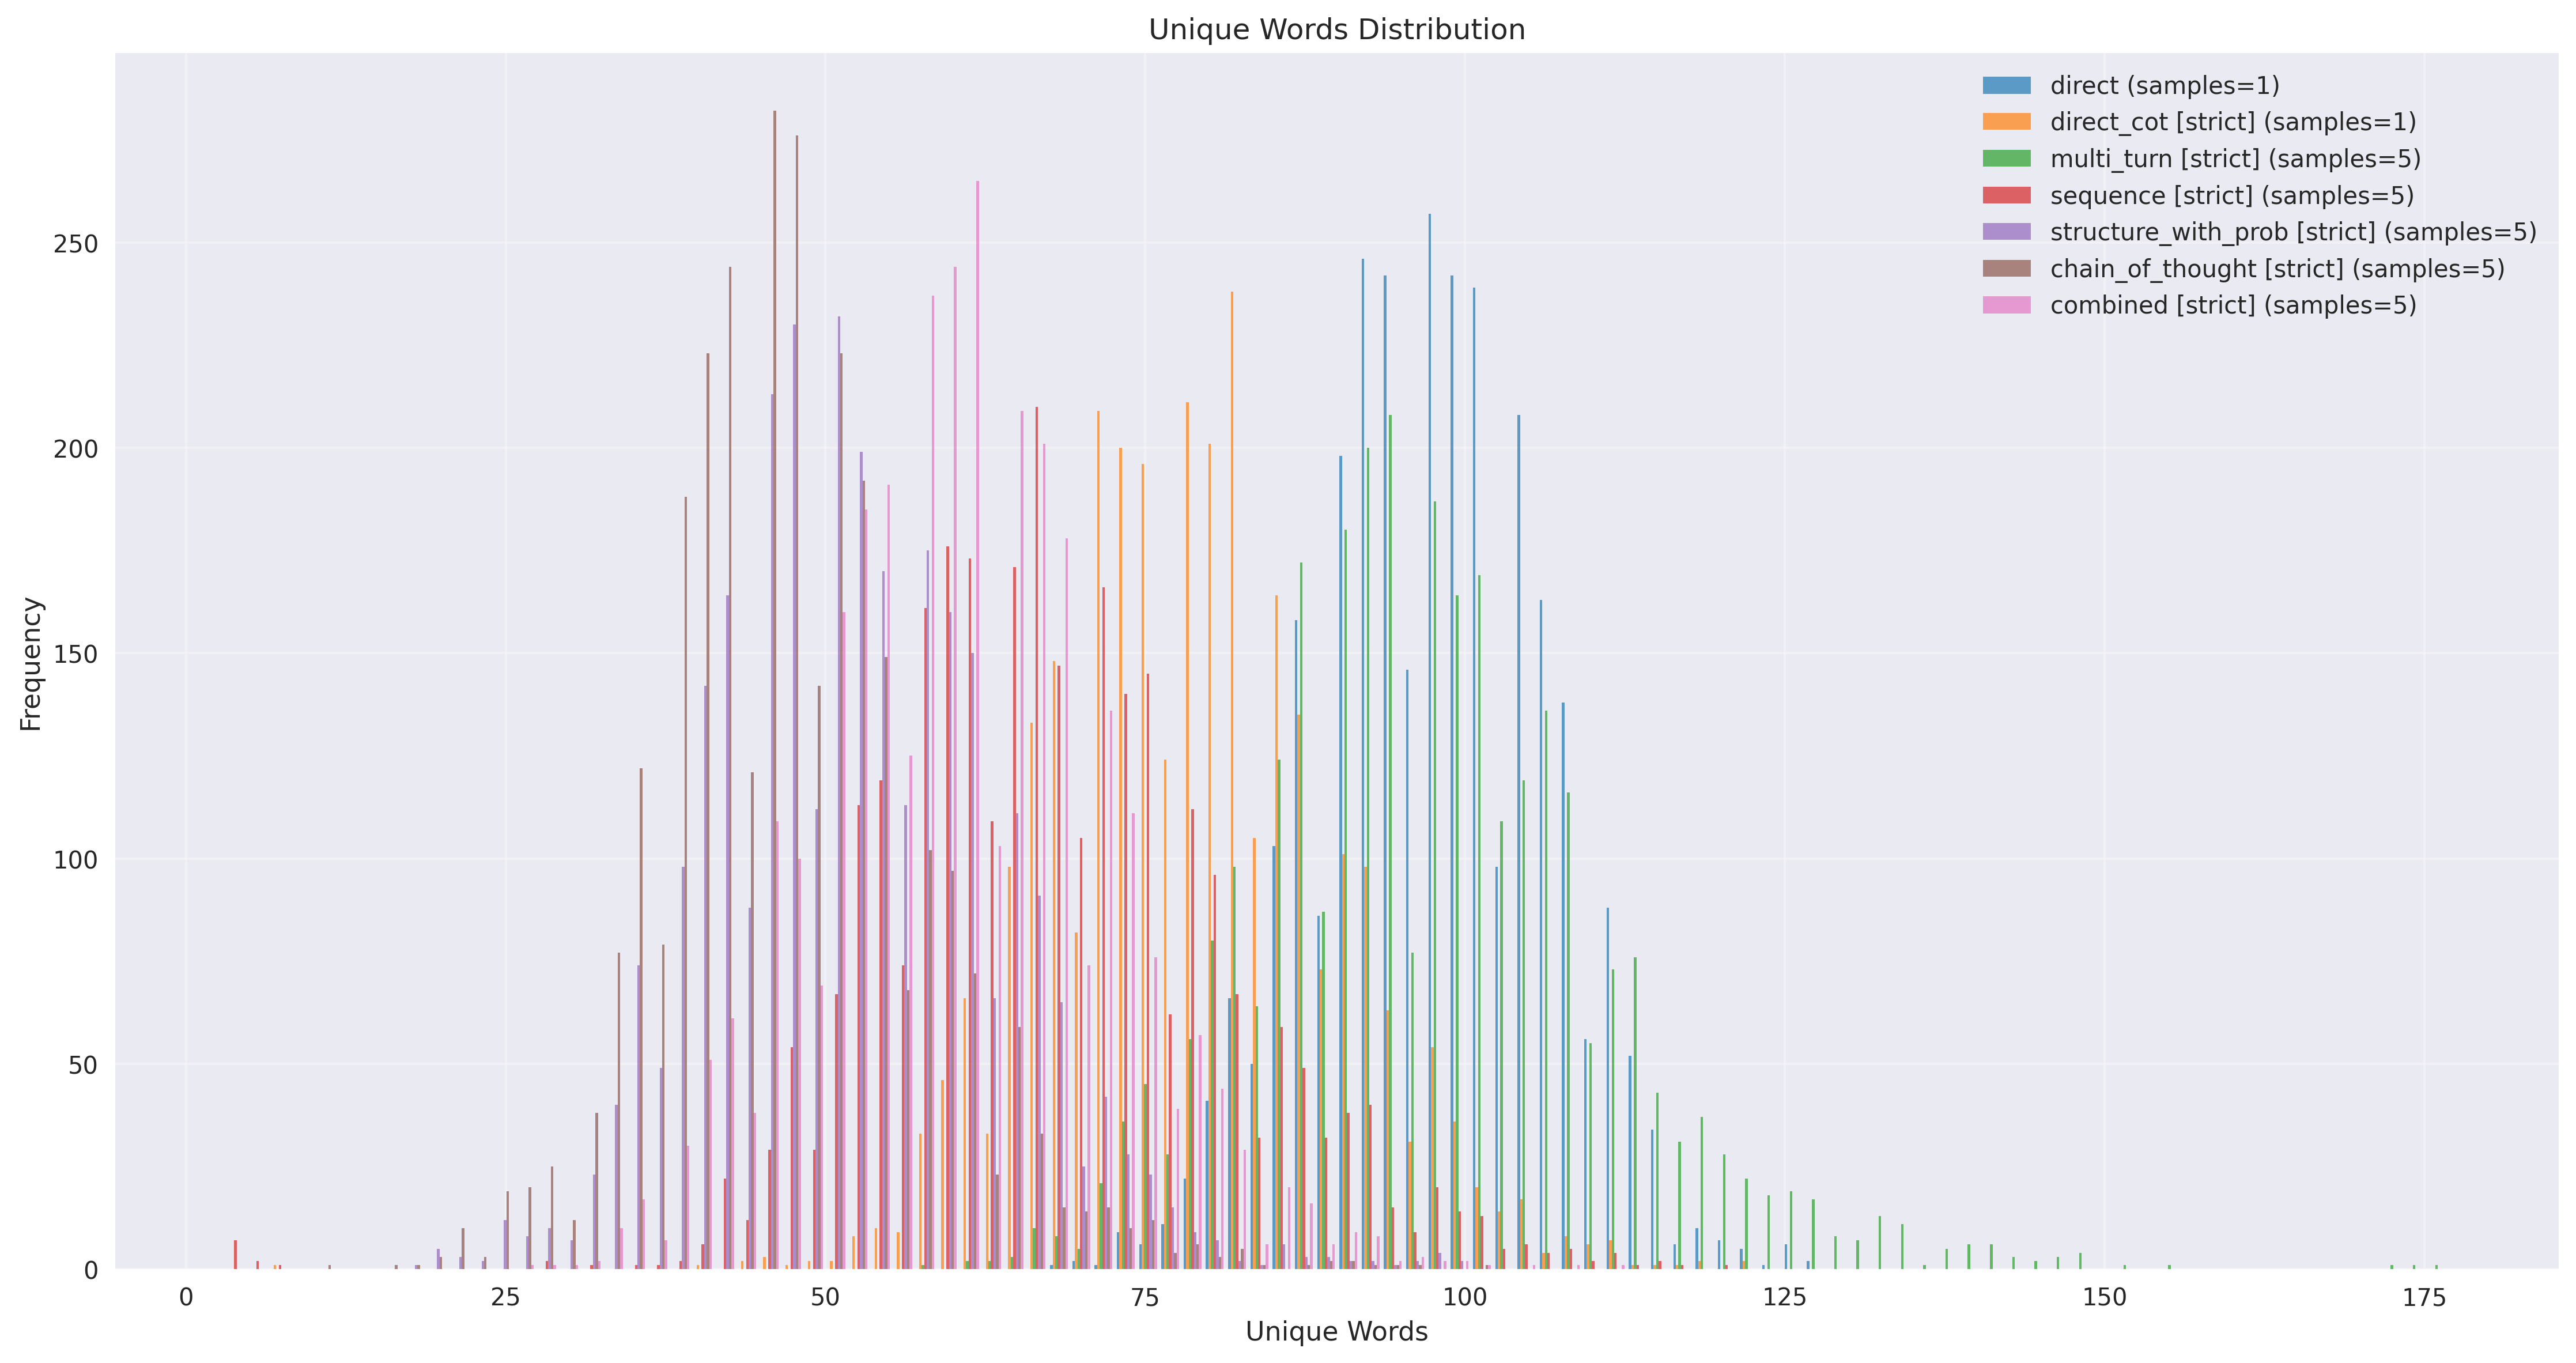 Unique Words Distribution
direct (samples=1)
direct_cot [strict] (samples=1)
multi_turn [strict] (samples=5)
sequence [strict] (samples=5)
structure_with_prob [strict] (samples=5)
chain_of_thought [strict] (samples=5)
combined [strict] (samples=5)
Frequency
250
200
150
100
50
0
0 25 50 75 100 125 150 175
Unique Words